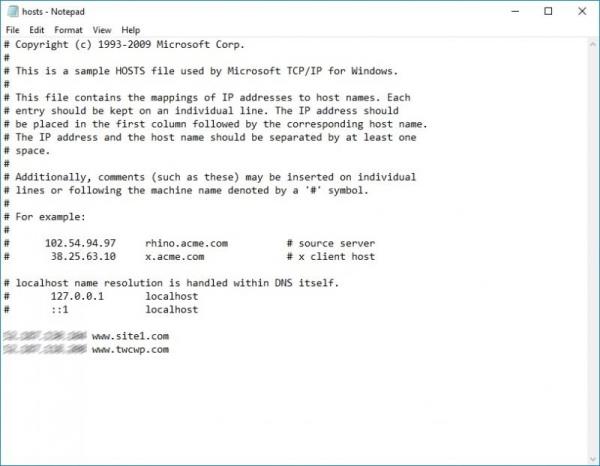 hosts - Notepad
File Edit Format View Help
# Copyright (c) 1993-2009 Microsoft Corp.
#
# This is a sample HOSTS file used by Microsoft TCP/IP for Windows.
#
# This file contains the mappings of IP addresses to host names. Each
# entry should be kept on an individual line. The IP address should
# be placed in the first column followed by the corresponding host name.
# The IP address and the host name should be separated by at least one
# space.
#
# Additionally, comments (such as these) may be inserted on individual
# lines or following the machine name denoted by a '#' symbol.
#
# For example:
#
#      102.54.94.97     rhino.acme.com          # source server
#       38.25.63.10     x.acme.com              # x client host

# localhost name resolution is handled within DNS itself.
#       127.0.0.1       localhost
#       ::1             localhost

www.site1.com
www.twcwp.com